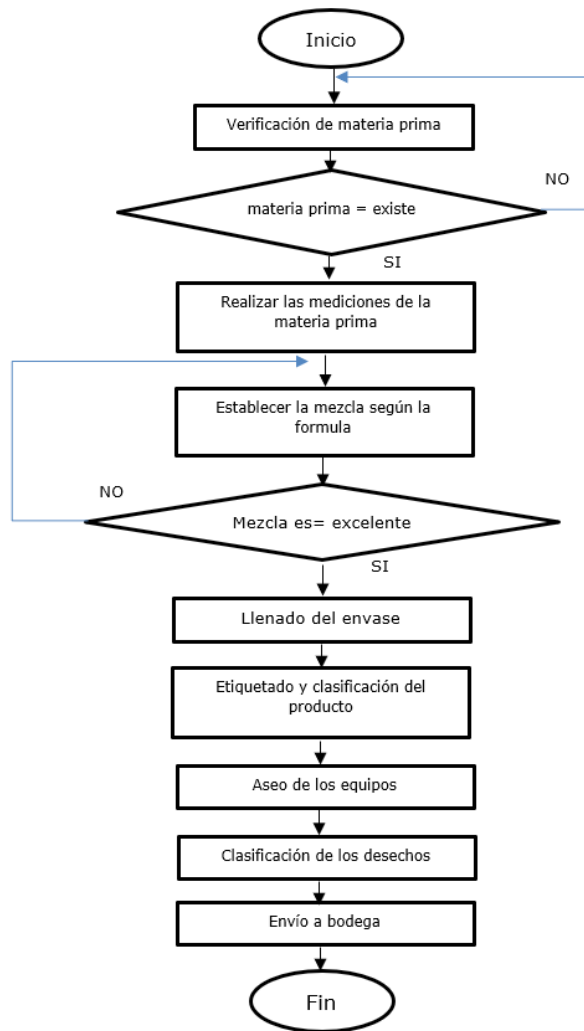 Inicio
Verificación de materia prima
NO
materia prima = existe
SI
Realizar las mediciones de la
materia prima
Establecer la mezcla según la
formula
NO
Mezcla es= excelente
SI
Llenado del envase
Etiquetado y clasificación del
producto
Aseo de los equipos
Clasificación de los desechos
Envío a bodega
Fin